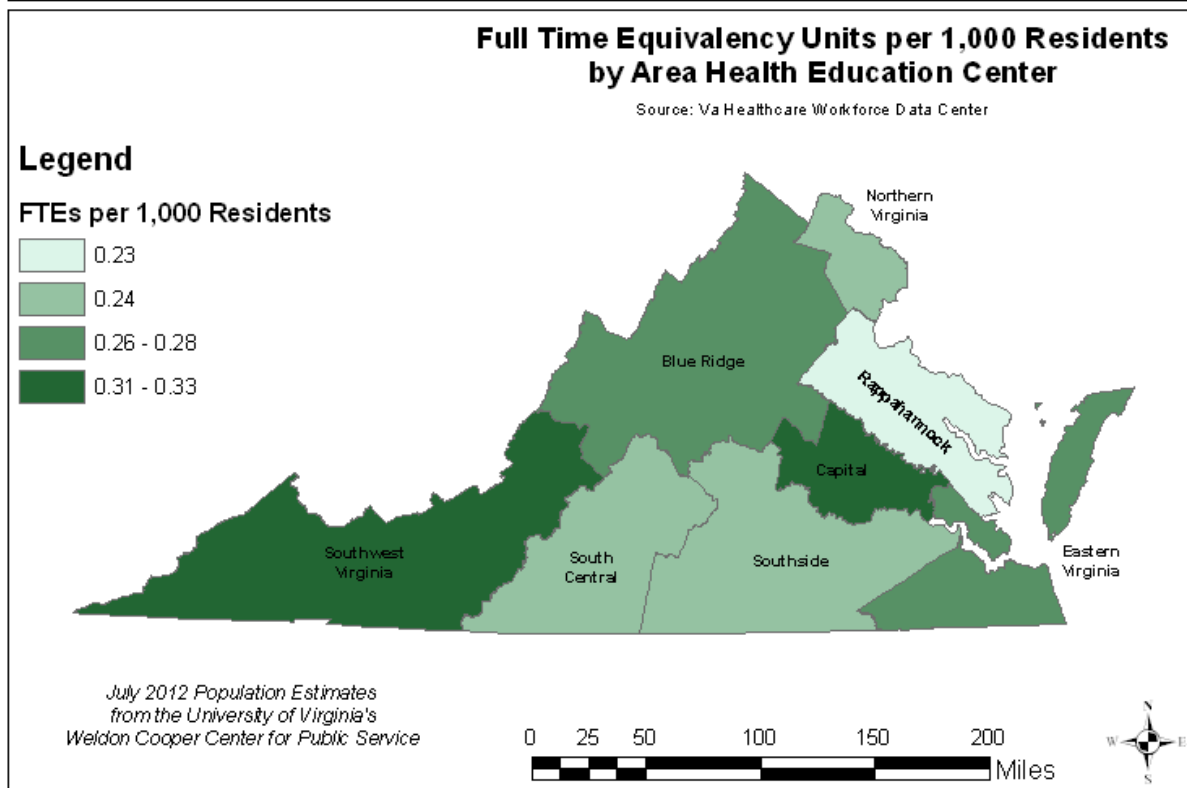 Full Time Equivalency Units per 1,000 Residents
by Area Health Education Center
Source: Va Healthcare Workforce Data Center
Legend
FTEs per 1,000 Residents
0.23
0.24
0.26 - 0.28
0.31 - 0.33
Northern
Virginia
Blue Ridge
Rappahannock
Capital
Southwest
Virginia
South
Central
Southside
Eastern
Virginia
July 2012 Population Estimates
from the University of Virginia's
Weldon Cooper Center for Public Service
0 25 50 100 150 200
Miles
N
W E
S